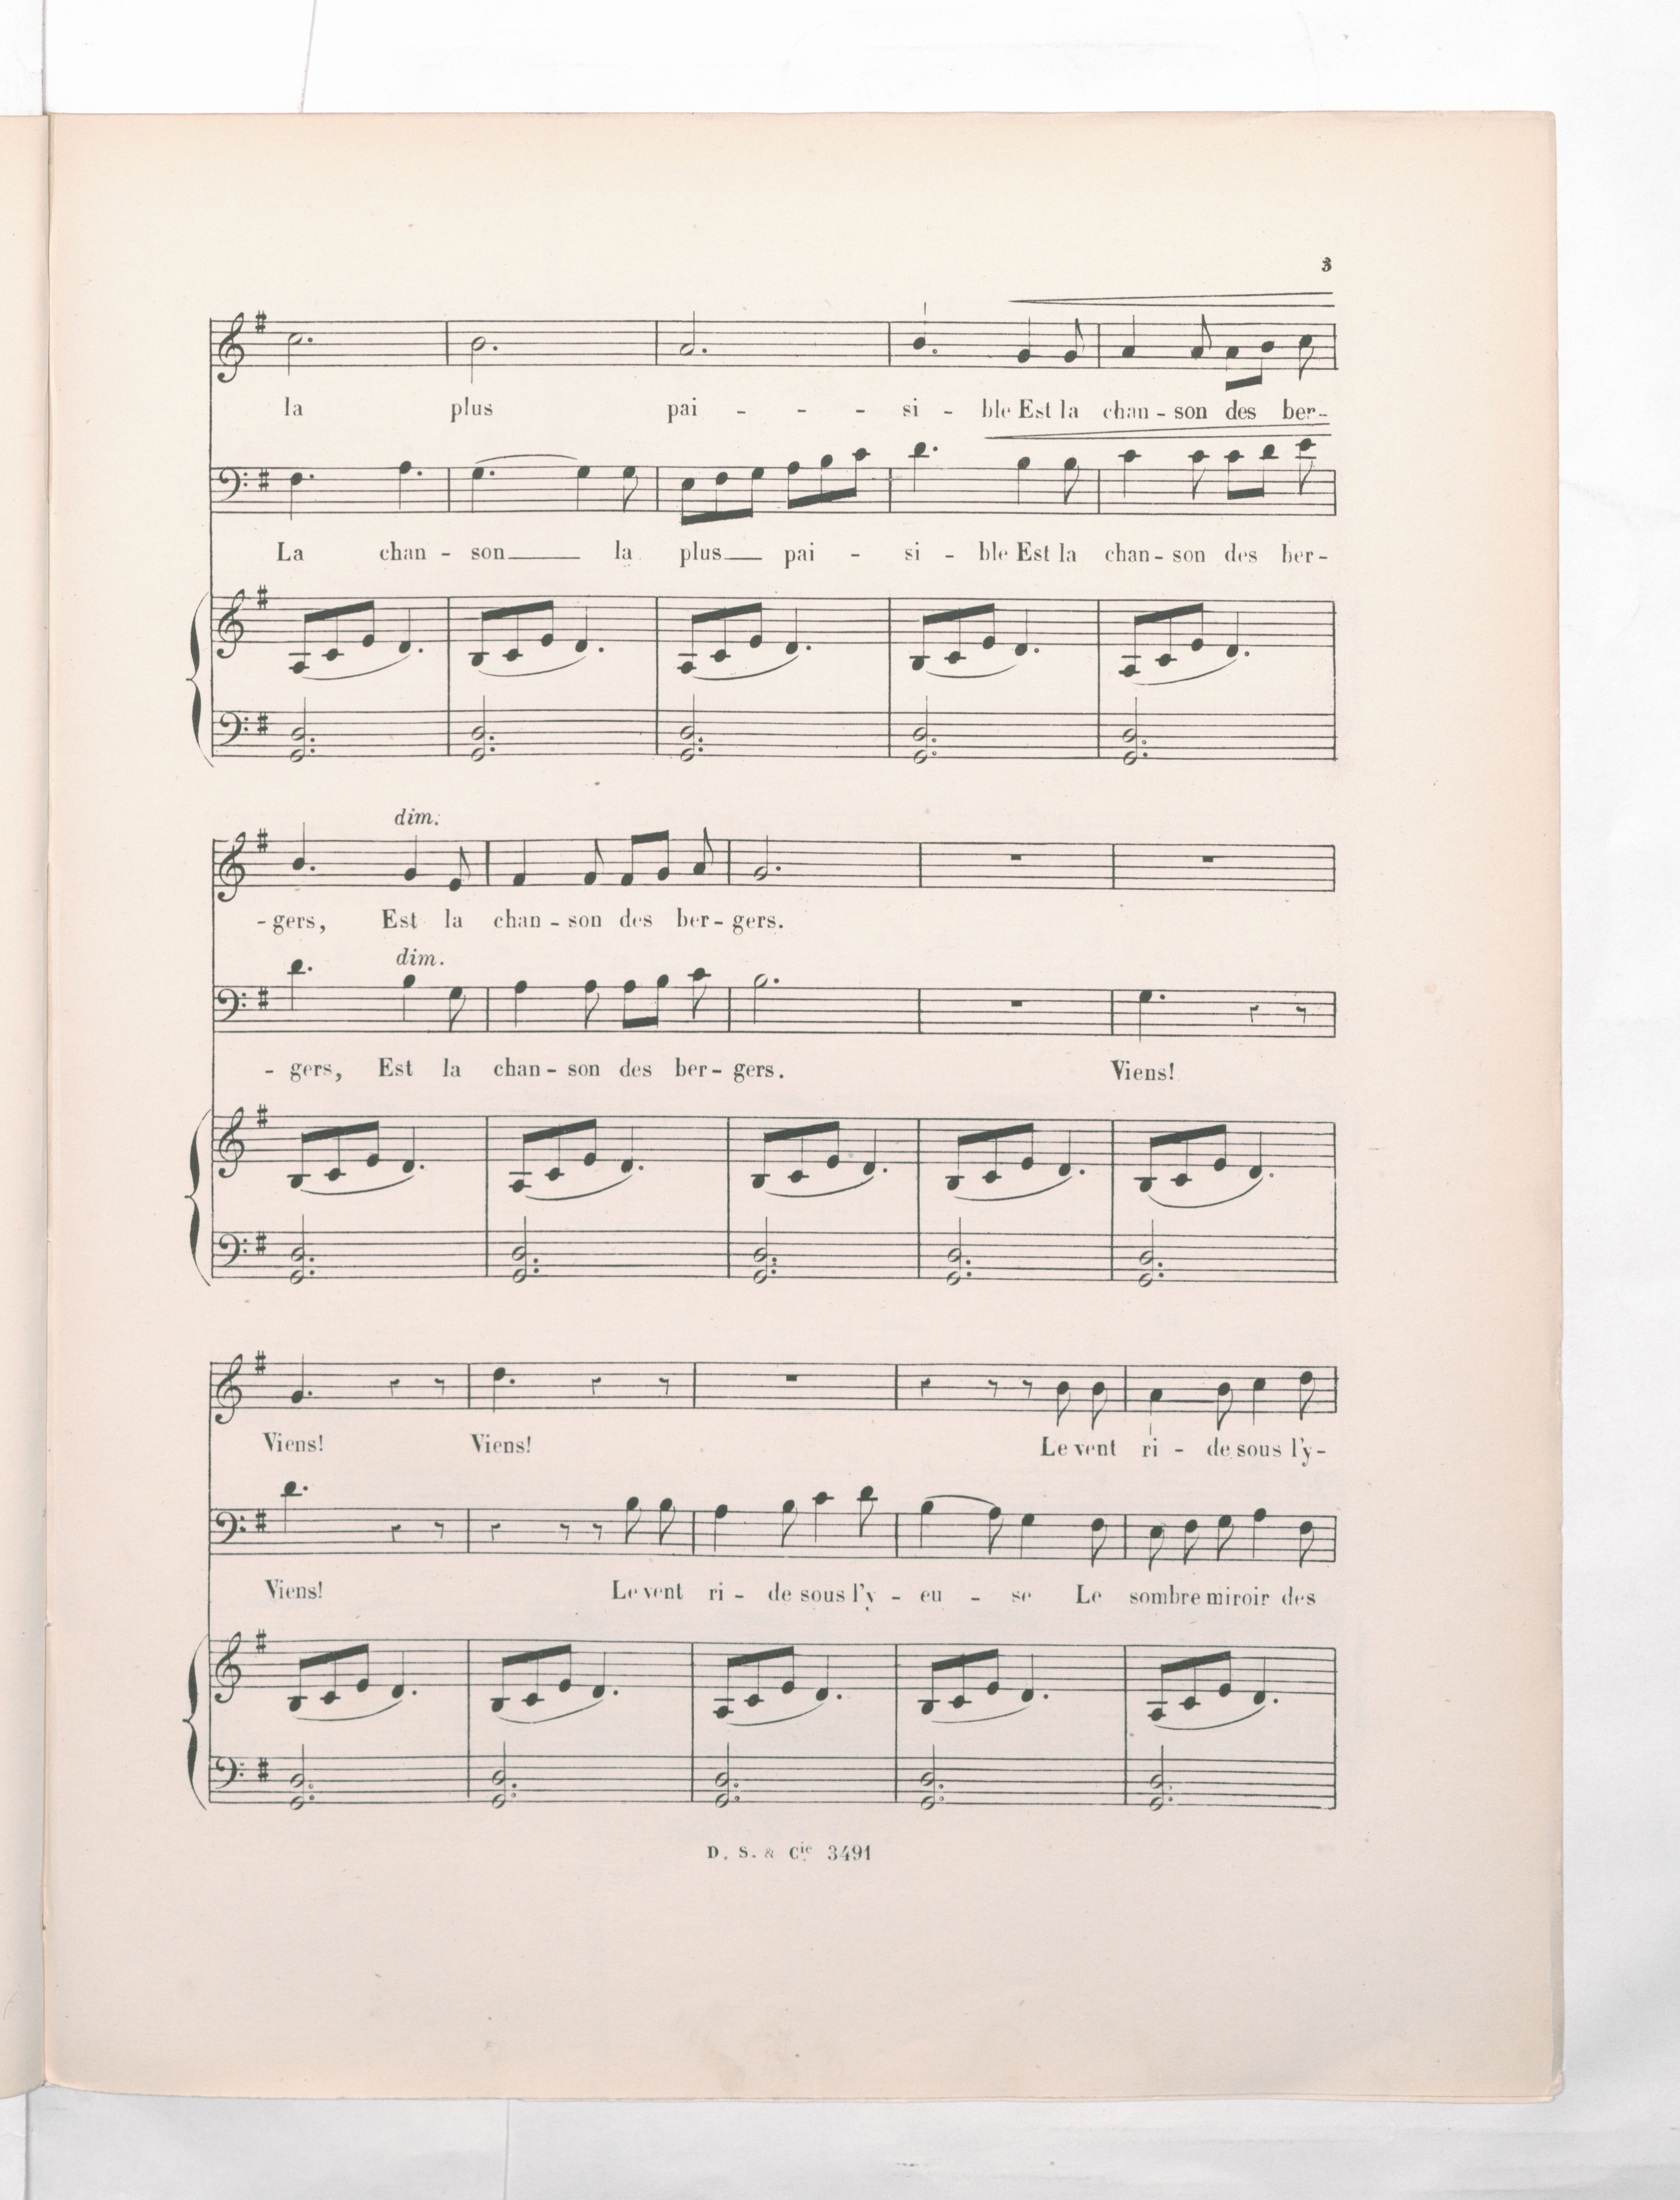 3
la plus pai - - - si - ble Est la chan - son des ber-
La chan - son la plus pai - si - ble Est la chan - son des ber-
dim.
-gers, Est la chan - son des ber - gers.
dim.
- gers, Est la chan - son des ber - gers. Viens!
Viens! Viens! Le vent ri - de sous l'y-
Viens! Le vent ri - de sous l'y - eu - se Le sombre miroir des
D. S. & Cie 3491